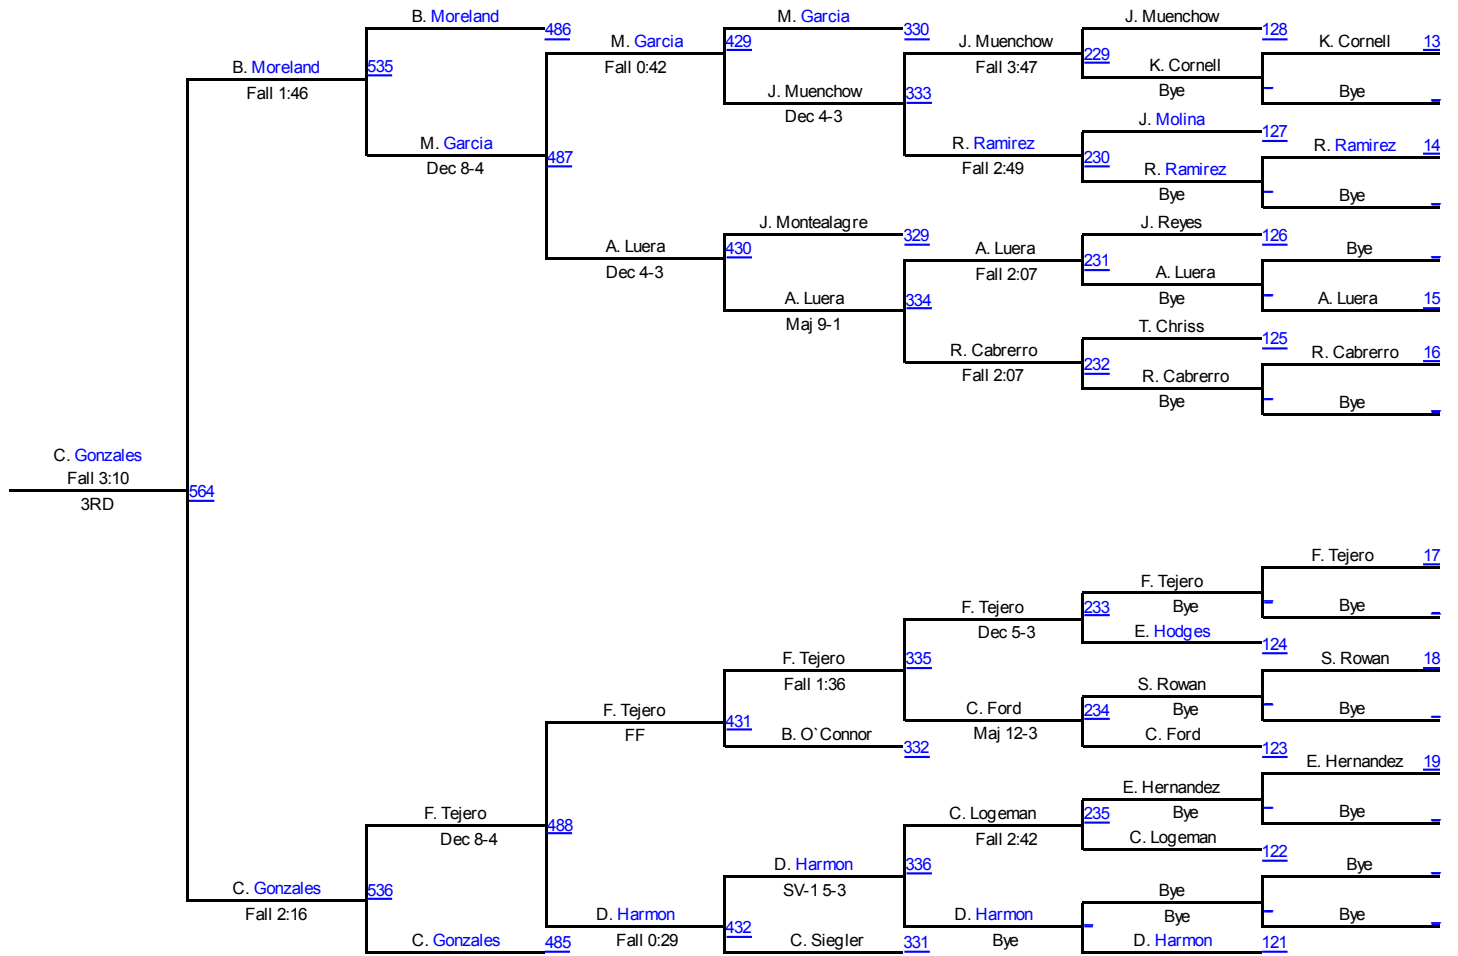 B. Moreland
486
M. Garcia
330
J. Muenchow
128
M. Garcia
429
J. Muenchow
K. Cornell
13
B. Moreland
535
Fall 0:42
Fall 3:47
229
K. Cornell
Fall 1:46
J. Muenchow
333
Bye
Bye
Dec 4-3
J. Molina
127
M. Garcia
487
R. Ramirez
230
R. Ramirez
14
Dec 8-4
Fall 2:49
R. Ramirez
Bye
Bye
J. Montealagre
329
J. Reyes
126
A. Luera
430
A. Luera
231
Bye
Dec 4-3
Fall 2:07
A. Luera
A. Luera
334
Bye
A. Luera
15
Maj 9-1
T. Chriss
125
R. Cabrerro
232
R. Cabrerro
16
Fall 2:07
R. Cabrerro
Bye
Bye
C. Gonzales
Fall 3:10
564
3RD
F. Tejero
17
F. Tejero
F. Tejero
233
Bye
Bye
Dec 5-3
E. Hodges
124
F. Tejero
335
S. Rowan
18
Fall 1:36
S. Rowan
F. Tejero
431
C. Ford
234
Bye
Bye
FF
B. O`Connor
332
Maj 12-3
C. Ford
123
E. Hernandez
19
E. Hernandez
F. Tejero
488
C. Logeman
235
Bye
Bye
Dec 8-4
Fall 2:42
C. Logeman
122
D. Harmon
336
Bye
C. Gonzales
536
SV-1 5-3
Bye
Fall 2:16
D. Harmon
432
D. Harmon
Bye
Bye
C. Gonzales
485
Fall 0:29
C. Siegler
331
Bye
D. Harmon
121